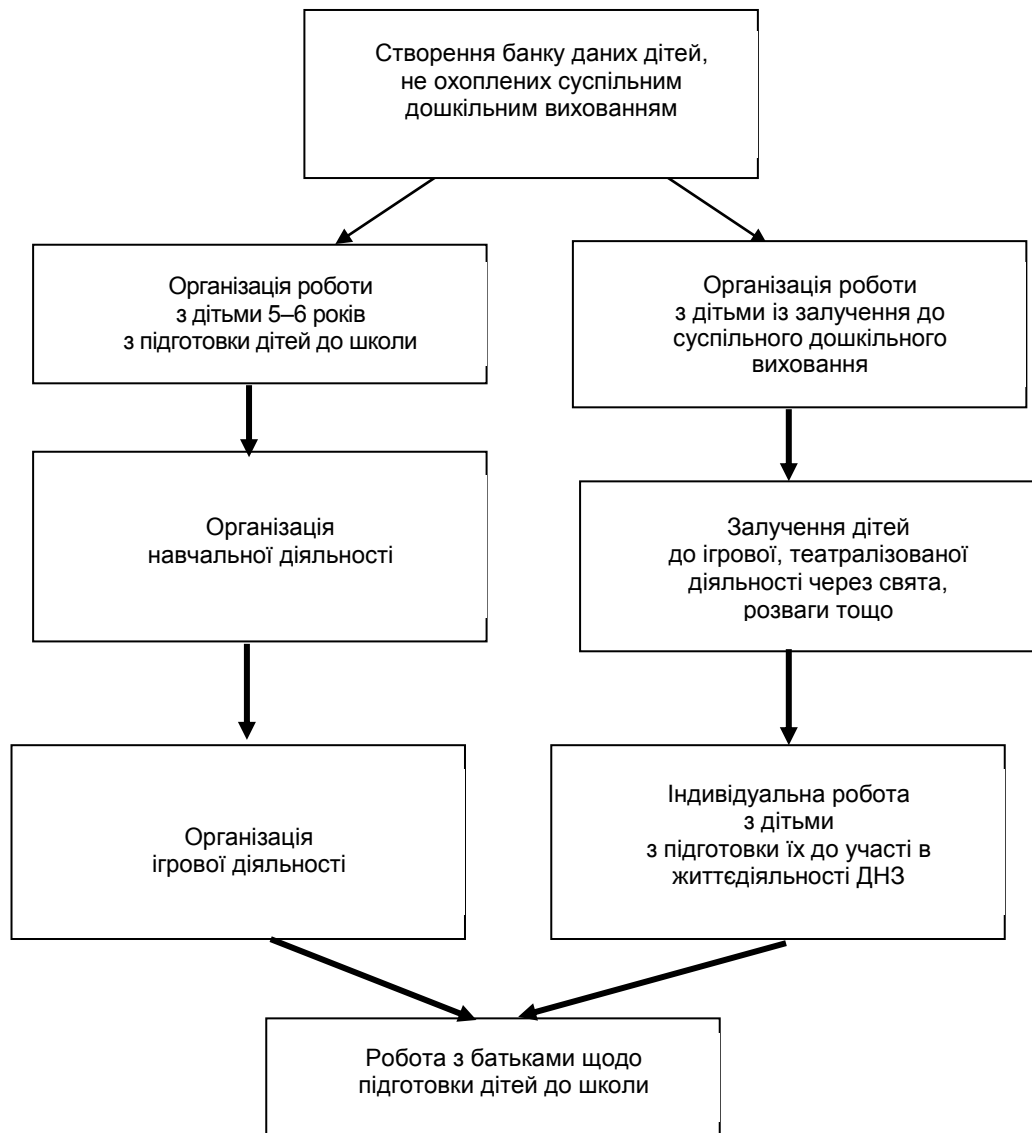 Створення банку даних дітей,
не охоплених суспільним
дошкільним вихованням
Організація роботи
з дітьми 5–6 років
з підготовки дітей до школи
Організація роботи
з дітьми із залучення до
суспільного дошкільного
виховання
Організація
навчальної діяльності
Залучення дітей
до ігрової, театралізованої
діяльності через свята,
розваги тощо
Організація
ігрової діяльності
Індивідуальна робота
з дітьми
з підготовки їх до участі в
життєдіяльності ДНЗ
Робота з батьками щодо
підготовки дітей до школи